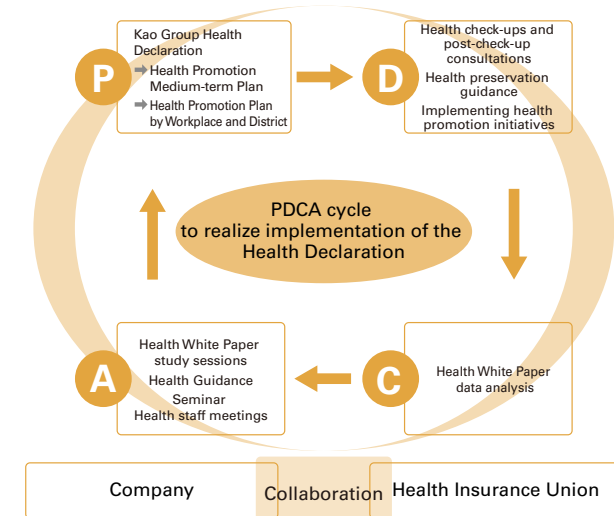 P
Kao Group Health
Declaration
➡ Health Promotion
Medium-term Plan
➡ Health Promotion Plan
by Workplace and District
D
Health check-ups and
post-check-up
consultations
Health preservation
guidance
Implementing health
promotion initiatives
PDCA cycle
to realize implementation of the
Health Declaration
A
Health White Paper
study sessions
Health Guidance
Seminar
Health staff meetings
C
Health White Paper
data analysis
Company
Collaboration
Health Insurance Union